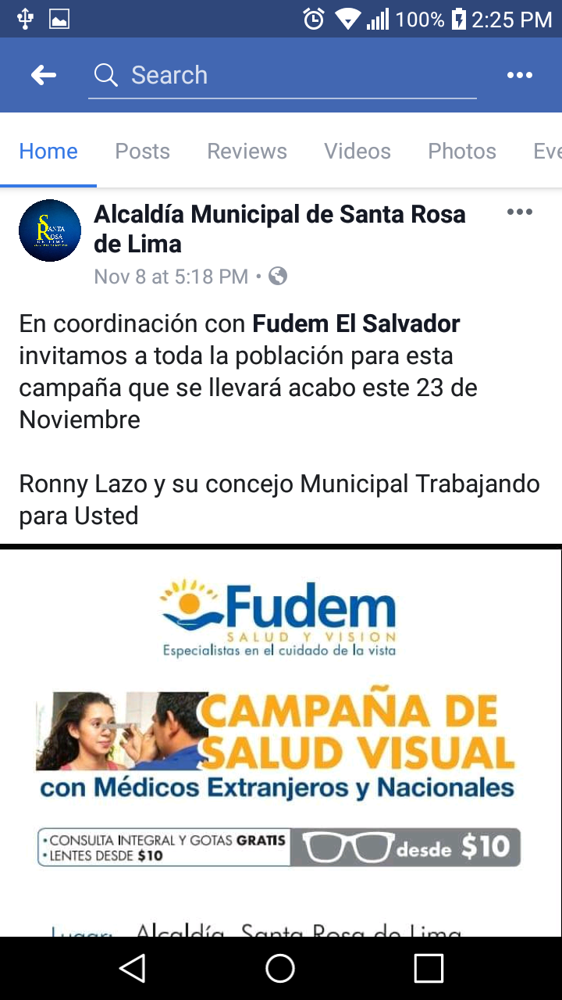 100% 2:25 PM
Search
Home Posts Reviews Videos Photos Eve
Alcaldía Municipal de Santa Rosa
de Lima
Nov 8 at 5:18 PM •
En coordinación con Fudem El Salvador
invitamos a toda la población para esta
campaña que se llevará acabo este 23 de
Noviembre
Ronny Lazo y su concejo Municipal Trabajando
para Usted
Fudem
SALUD Y VISION
Especialistas en el cuidado de la vista
CAMPAÑA DE
SALUD VISUAL
con Médicos Extranjeros y Nacionales
• CONSULTA INTEGRAL Y GOTAS GRATIS
• LENTES DESDE $10
desde $10
Lugar: Alcaldía Santa Rosa de Lima